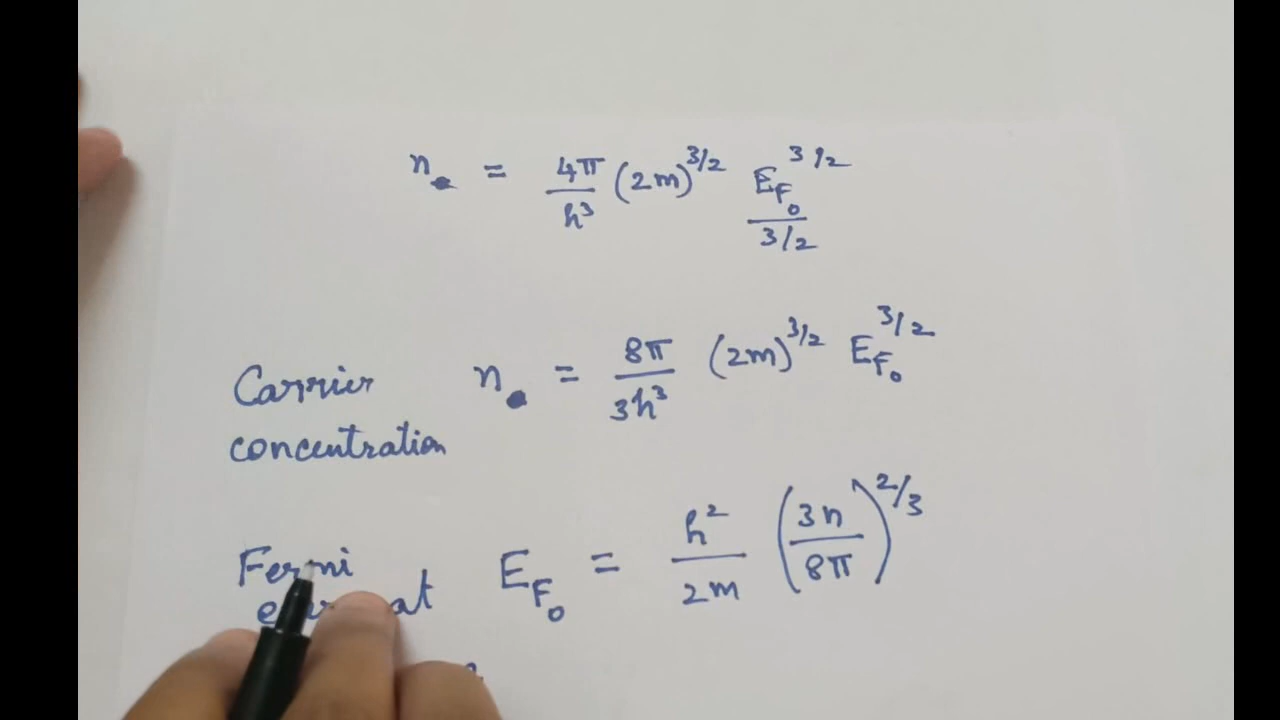 n = 4π/h³ (2m)^3/2 E_F₀^3/2 / 3/2
Carrier concentration n = 8π/3h³ (2m)^3/2 E_F₀^3/2
Fermi at E_F₀ = h²/2m (3n/8π)^2/3